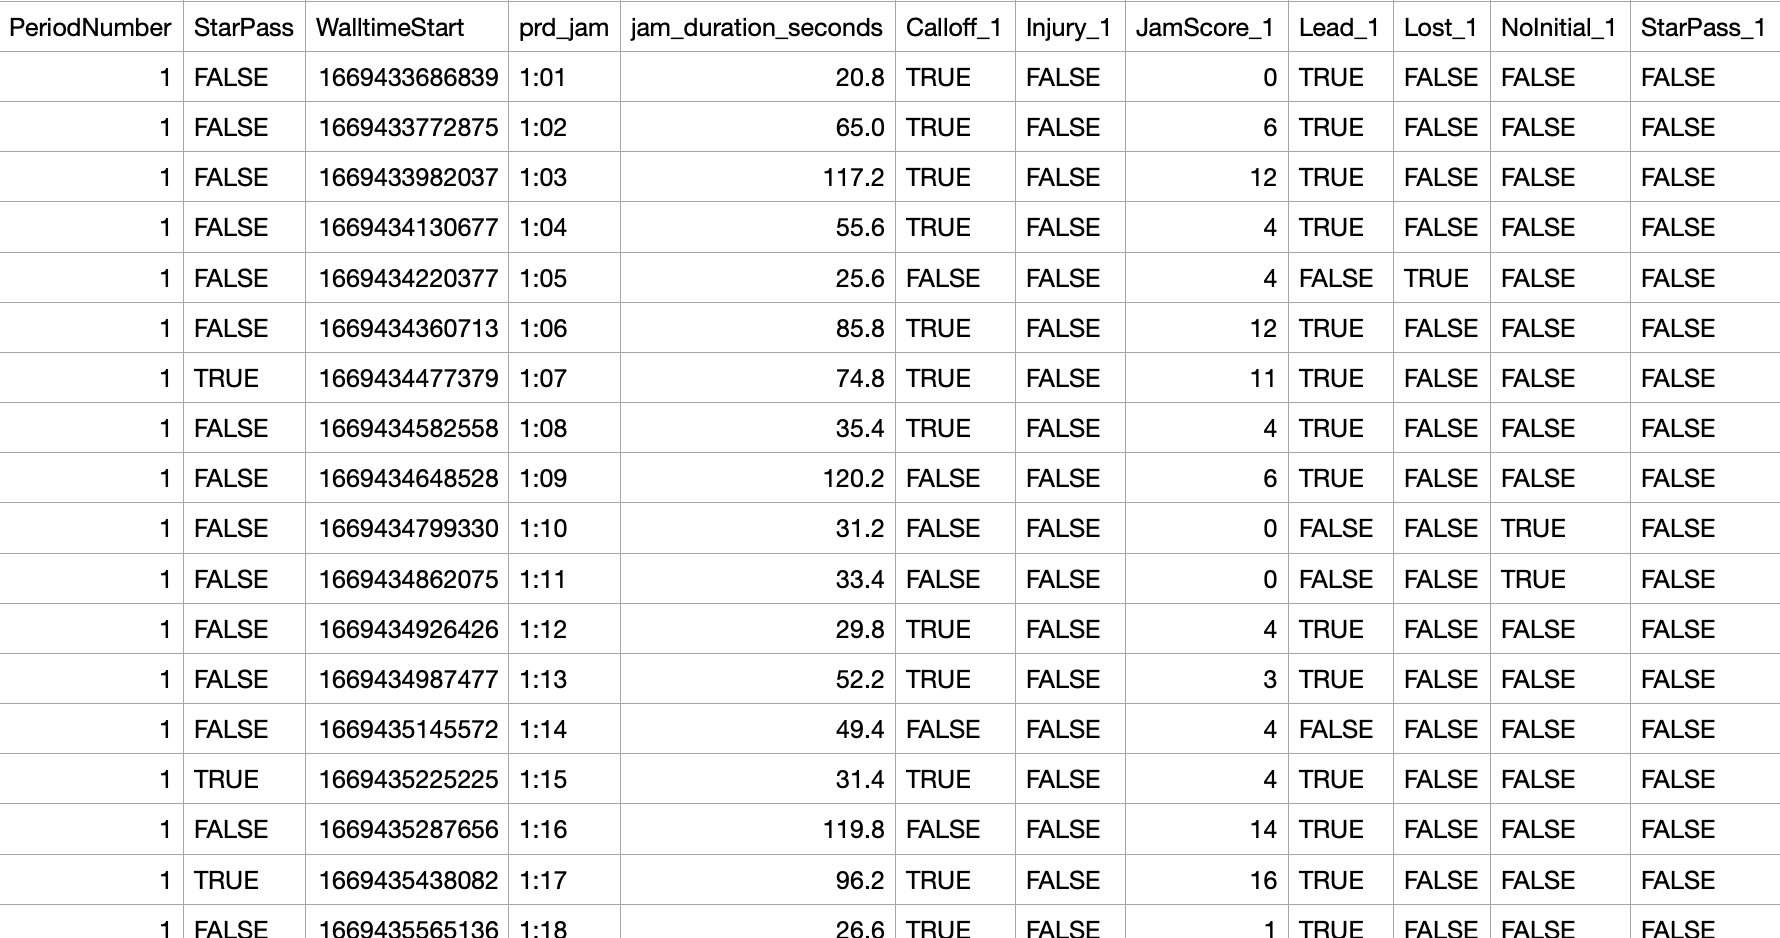 PeriodNumber StarPass WalltimeStart prd_jam jam_duration_seconds Calloff_1 Injury_1 JamScore_1 Lead_1 Lost_1 NoInitial_1 StarPass_1
1 FALSE 1669433686839 1:01 20.8 TRUE FALSE 0 TRUE FALSE FALSE FALSE
1 FALSE 1669433772875 1:02 65.0 TRUE FALSE 6 TRUE FALSE FALSE FALSE
1 FALSE 1669433982037 1:03 117.2 TRUE FALSE 12 TRUE FALSE FALSE FALSE
1 FALSE 1669434130677 1:04 55.6 TRUE FALSE 4 TRUE FALSE FALSE FALSE
1 FALSE 1669434220377 1:05 25.6 FALSE FALSE 4 FALSE TRUE FALSE FALSE
1 FALSE 1669434360713 1:06 85.8 TRUE FALSE 12 TRUE FALSE FALSE FALSE
1 TRUE 1669434477379 1:07 74.8 TRUE FALSE 11 TRUE FALSE FALSE FALSE
1 FALSE 1669434582558 1:08 35.4 TRUE FALSE 4 TRUE FALSE FALSE FALSE
1 FALSE 1669434648528 1:09 120.2 FALSE FALSE 6 TRUE FALSE FALSE FALSE
1 FALSE 1669434799330 1:10 31.2 FALSE FALSE 0 FALSE FALSE TRUE FALSE
1 FALSE 1669434862075 1:11 33.4 FALSE FALSE 0 FALSE FALSE TRUE FALSE
1 FALSE 1669434926426 1:12 29.8 TRUE FALSE 4 TRUE FALSE FALSE FALSE
1 FALSE 1669434987477 1:13 52.2 TRUE FALSE 3 TRUE FALSE FALSE FALSE
1 FALSE 1669435145572 1:14 49.4 FALSE FALSE 4 FALSE FALSE FALSE FALSE
1 TRUE 1669435225225 1:15 31.4 TRUE FALSE 4 TRUE FALSE FALSE FALSE
1 FALSE 1669435287656 1:16 119.8 FALSE FALSE 14 TRUE FALSE FALSE FALSE
1 TRUE 1669435438082 1:17 96.2 TRUE FALSE 16 TRUE FALSE FALSE FALSE
1 FALSE 1669435565136 1:18 26.6 TRUE FALSE 1 TRUE FALSE FALSE FALSE